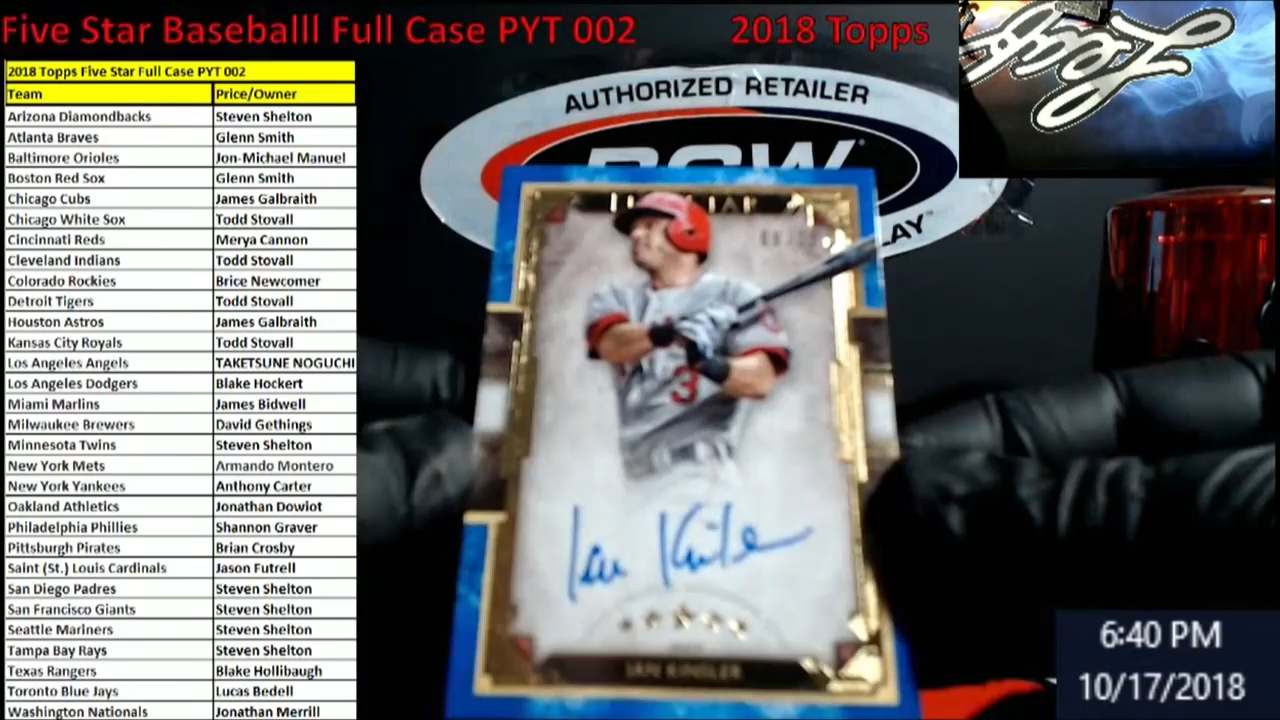 Five Star Baseballl Full Case PYT 002 2018 Topps
2018 Topps Five Star Full Case PYT 002
Team Price/Owner
Arizona Diamondbacks Steven Shelton
Atlanta Braves Glenn Smith
Baltimore Orioles Jon-Michael Manuel
Boston Red Sox Glenn Smith
Chicago Cubs James Galbraith
Chicago White Sox Todd Stovall
Cincinnati Reds Merya Cannon
Cleveland Indians Todd Stovall
Colorado Rockies Brice Newcomer
Detroit Tigers Todd Stovall
Houston Astros James Galbraith
Kansas City Royals Todd Stovall
Los Angeles Angels TAKETSUNE NOGUCHI
Los Angeles Dodgers Blake Hockert
Miami Marlins James Bidwell
Milwaukee Brewers David Gethings
Minnesota Twins Steven Shelton
New York Mets Armando Montero
New York Yankees Anthony Carter
Oakland Athletics Jonathan Dowiot
Philadelphia Phillies Shannon Graver
Pittsburgh Pirates Brian Crosby
Saint (St.) Louis Cardinals Jason Futrell
San Diego Padres Steven Shelton
San Francisco Giants Steven Shelton
Seattle Mariners Steven Shelton
Tampa Bay Rays Steven Shelton
Texas Rangers Blake Hollibaugh
Toronto Blue Jays Lucas Bedell
Washington Nationals Jonathan Merrill
AUTHORIZED RETAILER
3
Ian Kinsler
IAN KINSLER
Leaf
6:40 PM
10/17/2018